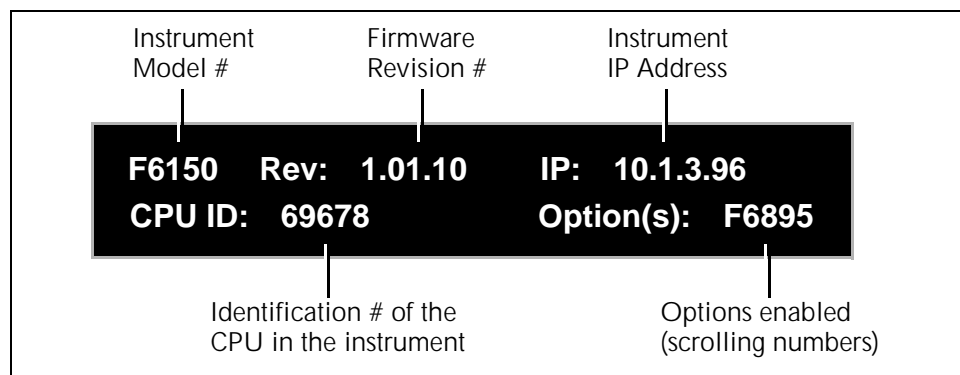 Instrument Model #
Firmware Revision #
Instrument IP Address
F6150 Rev: 1.01.10 IP: 10.1.3.96
CPU ID: 69678 Option(s): F6895
Identification # of the
CPU in the instrument
Options enabled
(scrolling numbers)